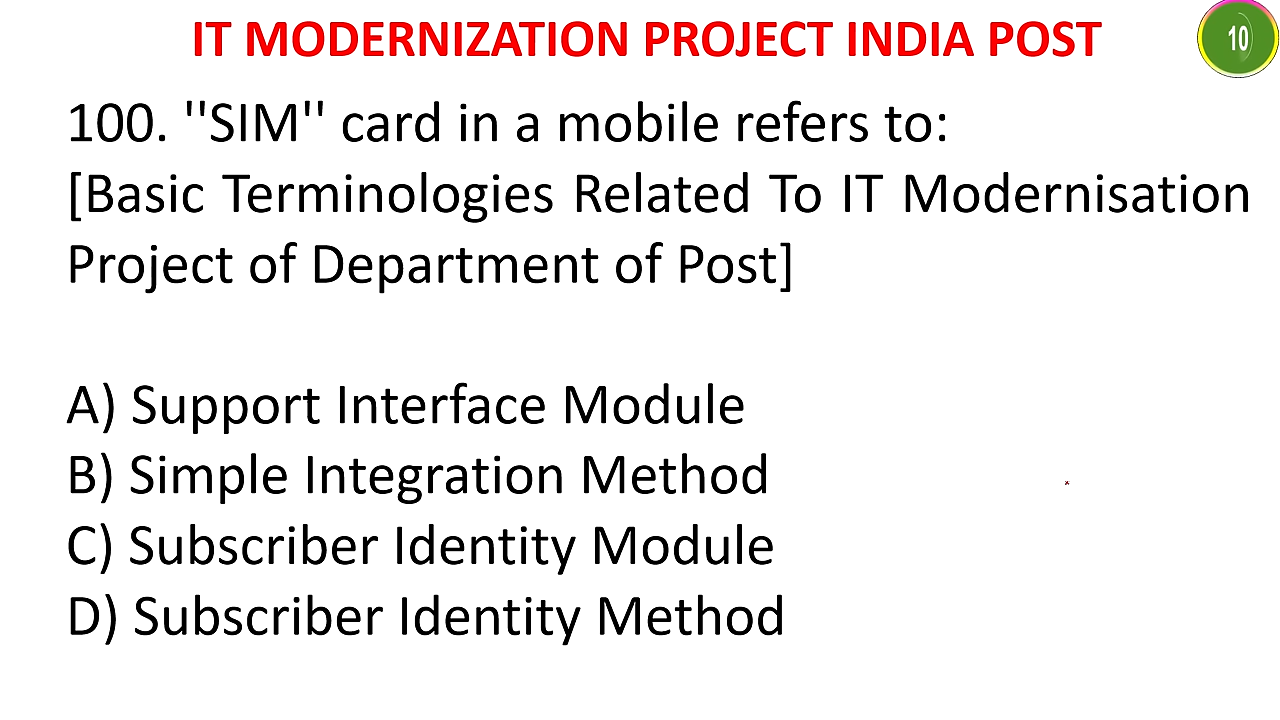 IT MODERNIZATION PROJECT INDIA POST
10
100. ''SIM'' card in a mobile refers to:
[Basic Terminologies Related To IT Modernisation
Project of Department of Post]
A) Support Interface Module
B) Simple Integration Method
C) Subscriber Identity Module
D) Subscriber Identity Method